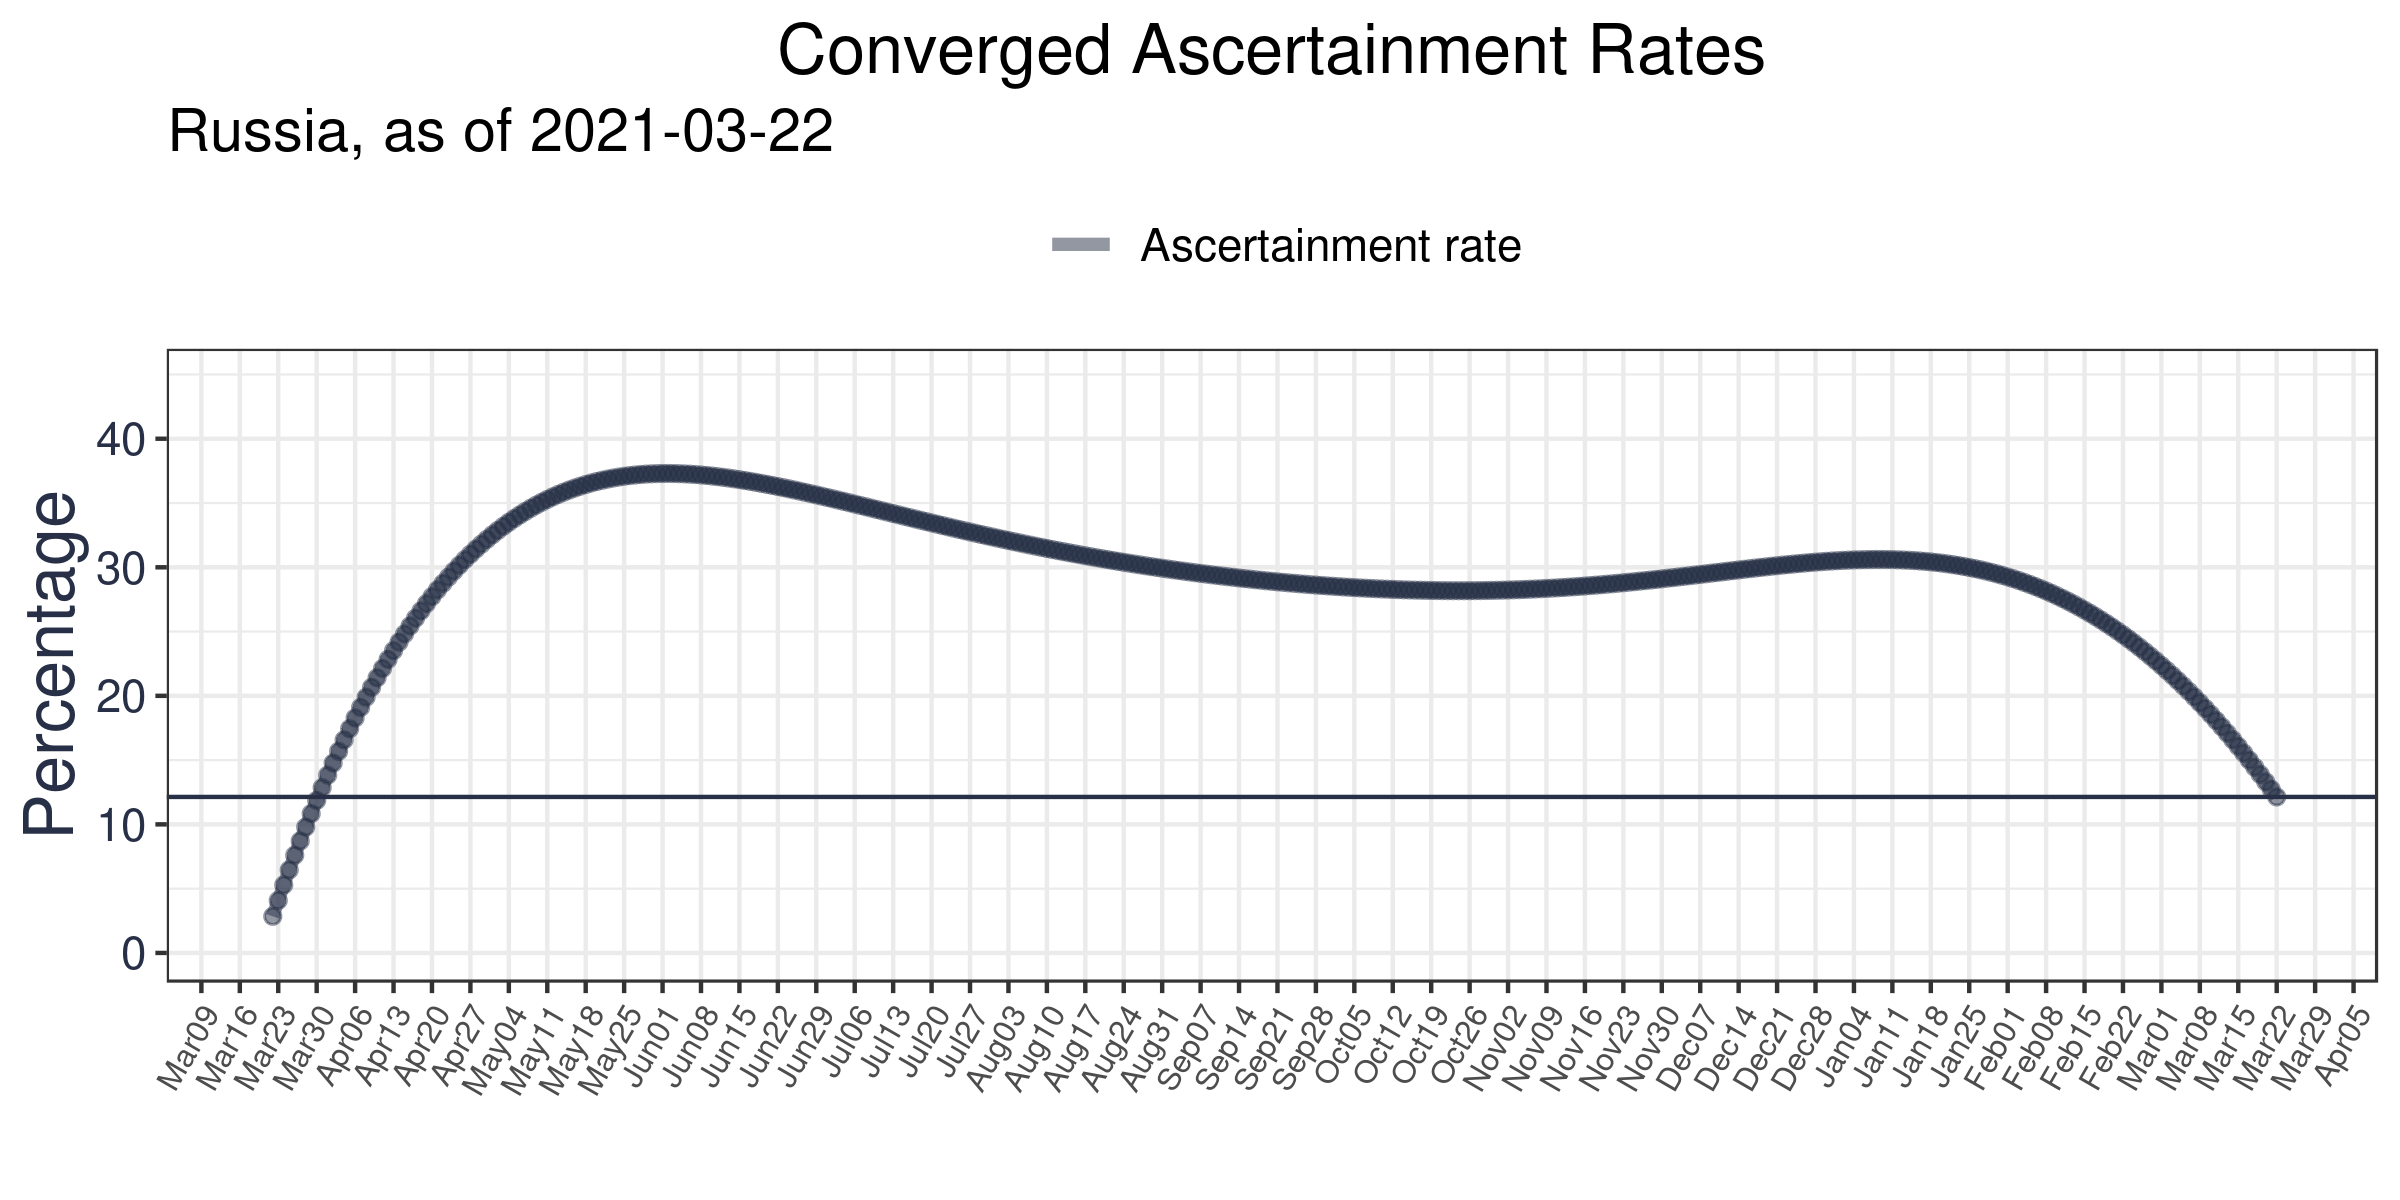 Converged Ascertainment Rates
Russia, as of 2021-03-22
Ascertainment rate
Percentage
40
30
20
10
0
Mar09
Mar16
Mar23
Mar30
Apr06
Apr13
Apr20
Apr27
May04
May11
May18
May25
Jun01
Jun08
Jun15
Jun22
Jun29
Jul06
Jul13
Jul20
Jul27
Aug03
Aug10
Aug17
Aug24
Aug31
Sep07
Sep14
Sep21
Sep28
Oct05
Oct12
Oct19
Oct26
Nov02
Nov09
Nov16
Nov23
Nov30
Dec07
Dec14
Dec21
Dec28
Jan04
Jan11
Jan18
Jan25
Feb01
Feb08
Feb15
Feb22
Mar01
Mar08
Mar15
Mar22
Mar29
Apr05